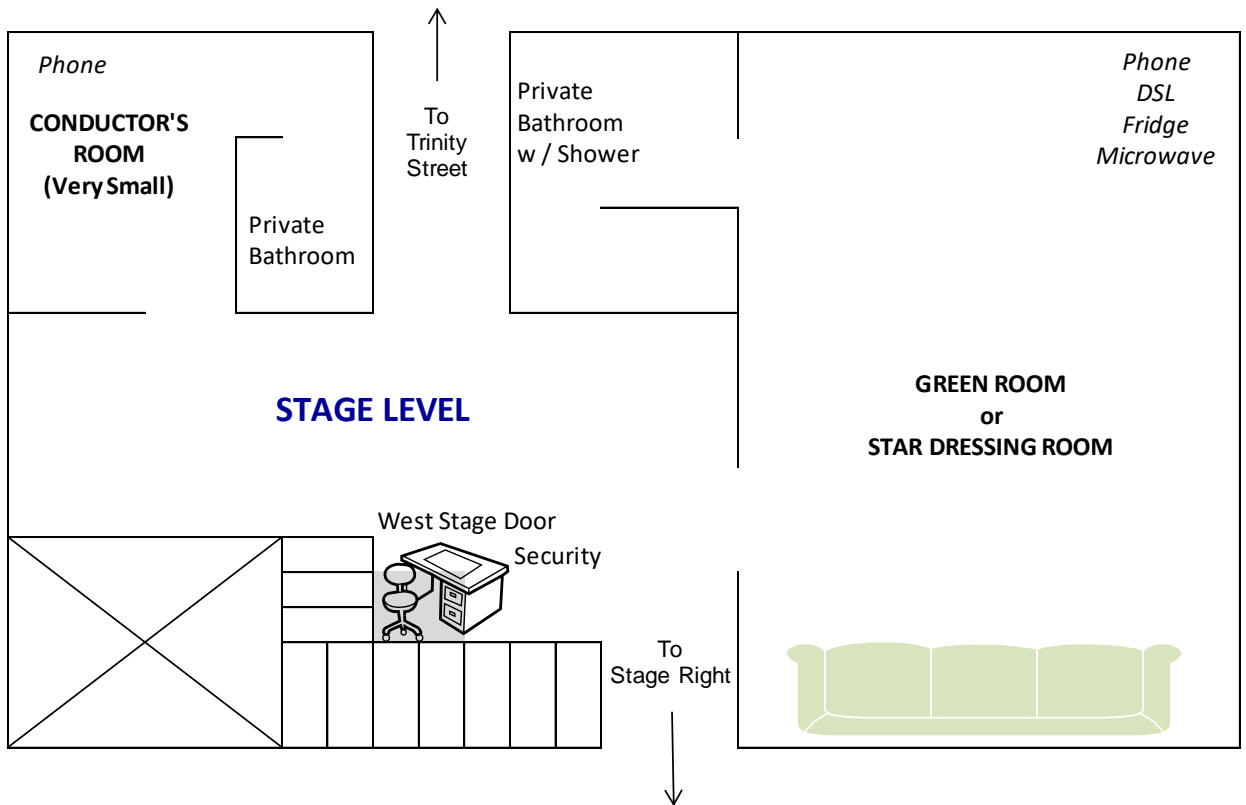 Phone
CONDUCTOR'S
ROOM
(Very Small)
Private
Bathroom
To
Trinity
Street
Private
Bathroom
w / Shower
Phone
DSL
Fridge
Microwave
STAGE LEVEL
GREEN ROOM
or
STAR DRESSING ROOM
West Stage Door
Security
To
Stage Right